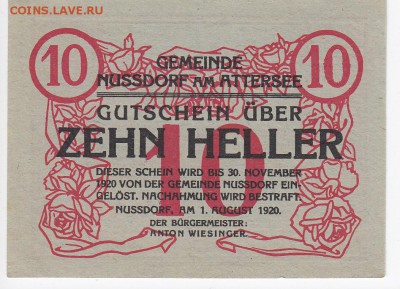 COINS.LAVE.RU
10 10
GEMEINDE
NUSSDORF AM ATTERSEE
GUTSCHEIN ÜBER
ZEHN HELLER
10
DIESER SCHEIN WIRD BIS 30. NOVEMBER
1920 VON DER GEMEINDE NUSSDORF EIN-
GELÖST. NACHAHMUNG WIRD BESTRAFT.
NUSSDORF, AM 1. AUGUST 1920.
DER BÜRGERMEISTER:
ANTON WIESINGER.